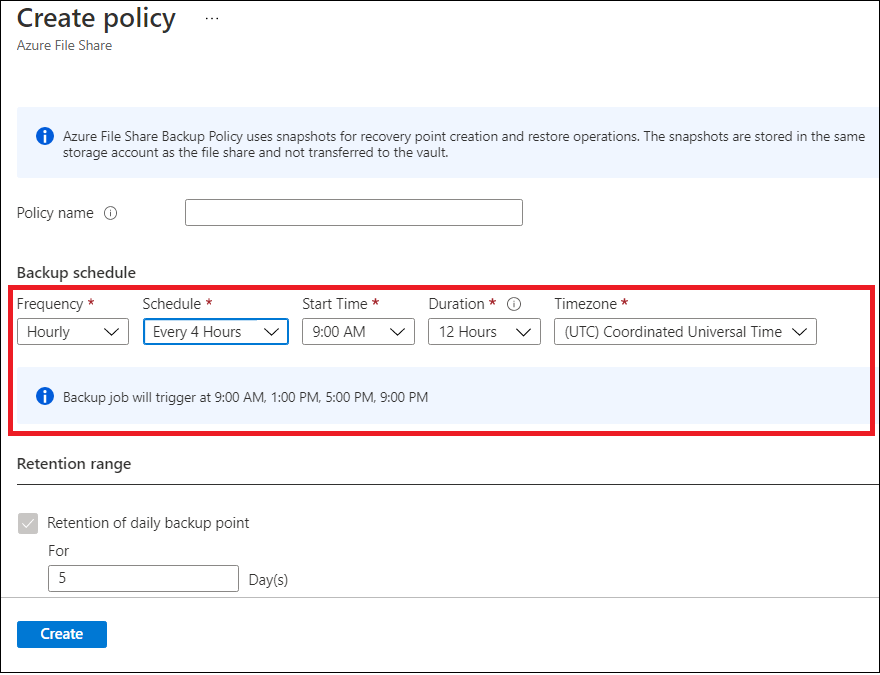 Create policy ...
Azure File Share
Azure File Share Backup Policy uses snapshots for recovery point creation and restore operations. The snapshots are stored in the same
storage account as the file share and not transferred to the vault.
Policy name
Backup schedule
Frequency * Schedule * Start Time * Duration * Timezone *
Hourly Every 4 Hours 9:00 AM 12 Hours (UTC) Coordinated Universal Time
Backup job will trigger at 9:00 AM, 1:00 PM, 5:00 PM, 9:00 PM
Retention range
Retention of daily backup point
For
5 Day(s)
Create